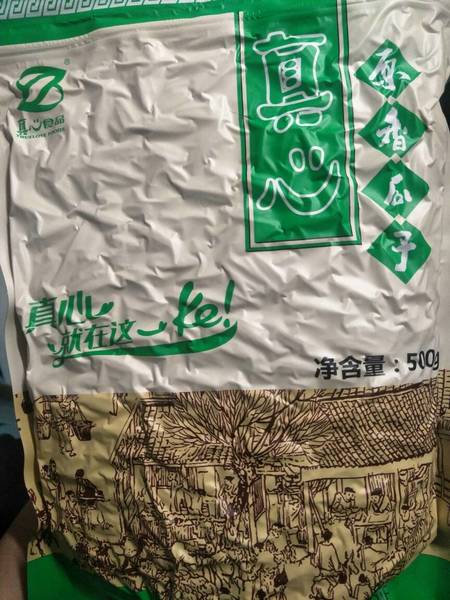 真心食品
真心
原香瓜子
真心
就在这一Ke!
净含量：500g